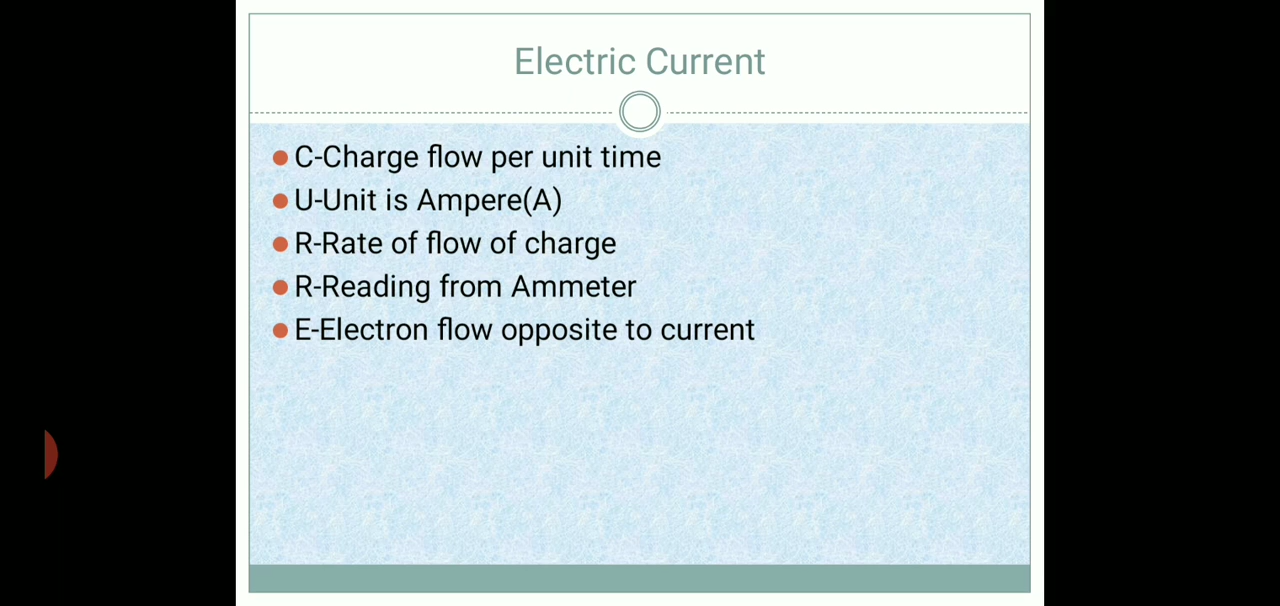 Electric Current
C-Charge flow per unit time
U-Unit is Ampere(A)
R-Rate of flow of charge
R-Reading from Ammeter
E-Electron flow opposite to current